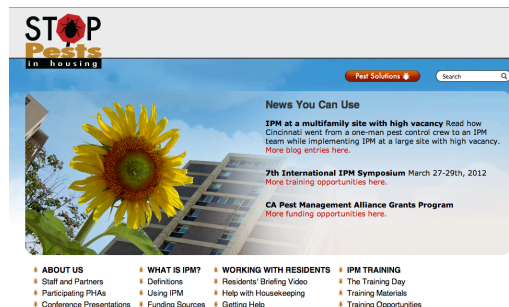 STOP
Pests
in housing
Pest Solutions
Search
News You Can Use
IPM at a multifamily site with high vacancy Read how
Cincinnati went from a one-man pest control crew to an IPM
team while implementing IPM at a large site with high vacancy.
More blog entries here.
7th International IPM Symposium March 27-29th, 2012
More training opportunities here.
CA Pest Management Alliance Grants Program
More funding opportunities here.
ABOUT US
Staff and Partners
Participating PHAs
Conference Presentations
WHAT IS IPM?
Definitions
Using IPM
Funding Sources
WORKING WITH RESIDENTS
Residents' Briefing Video
Help with Housekeeping
Getting Help
IPM TRAINING
The Training Day
Training Materials
Training Opportunities